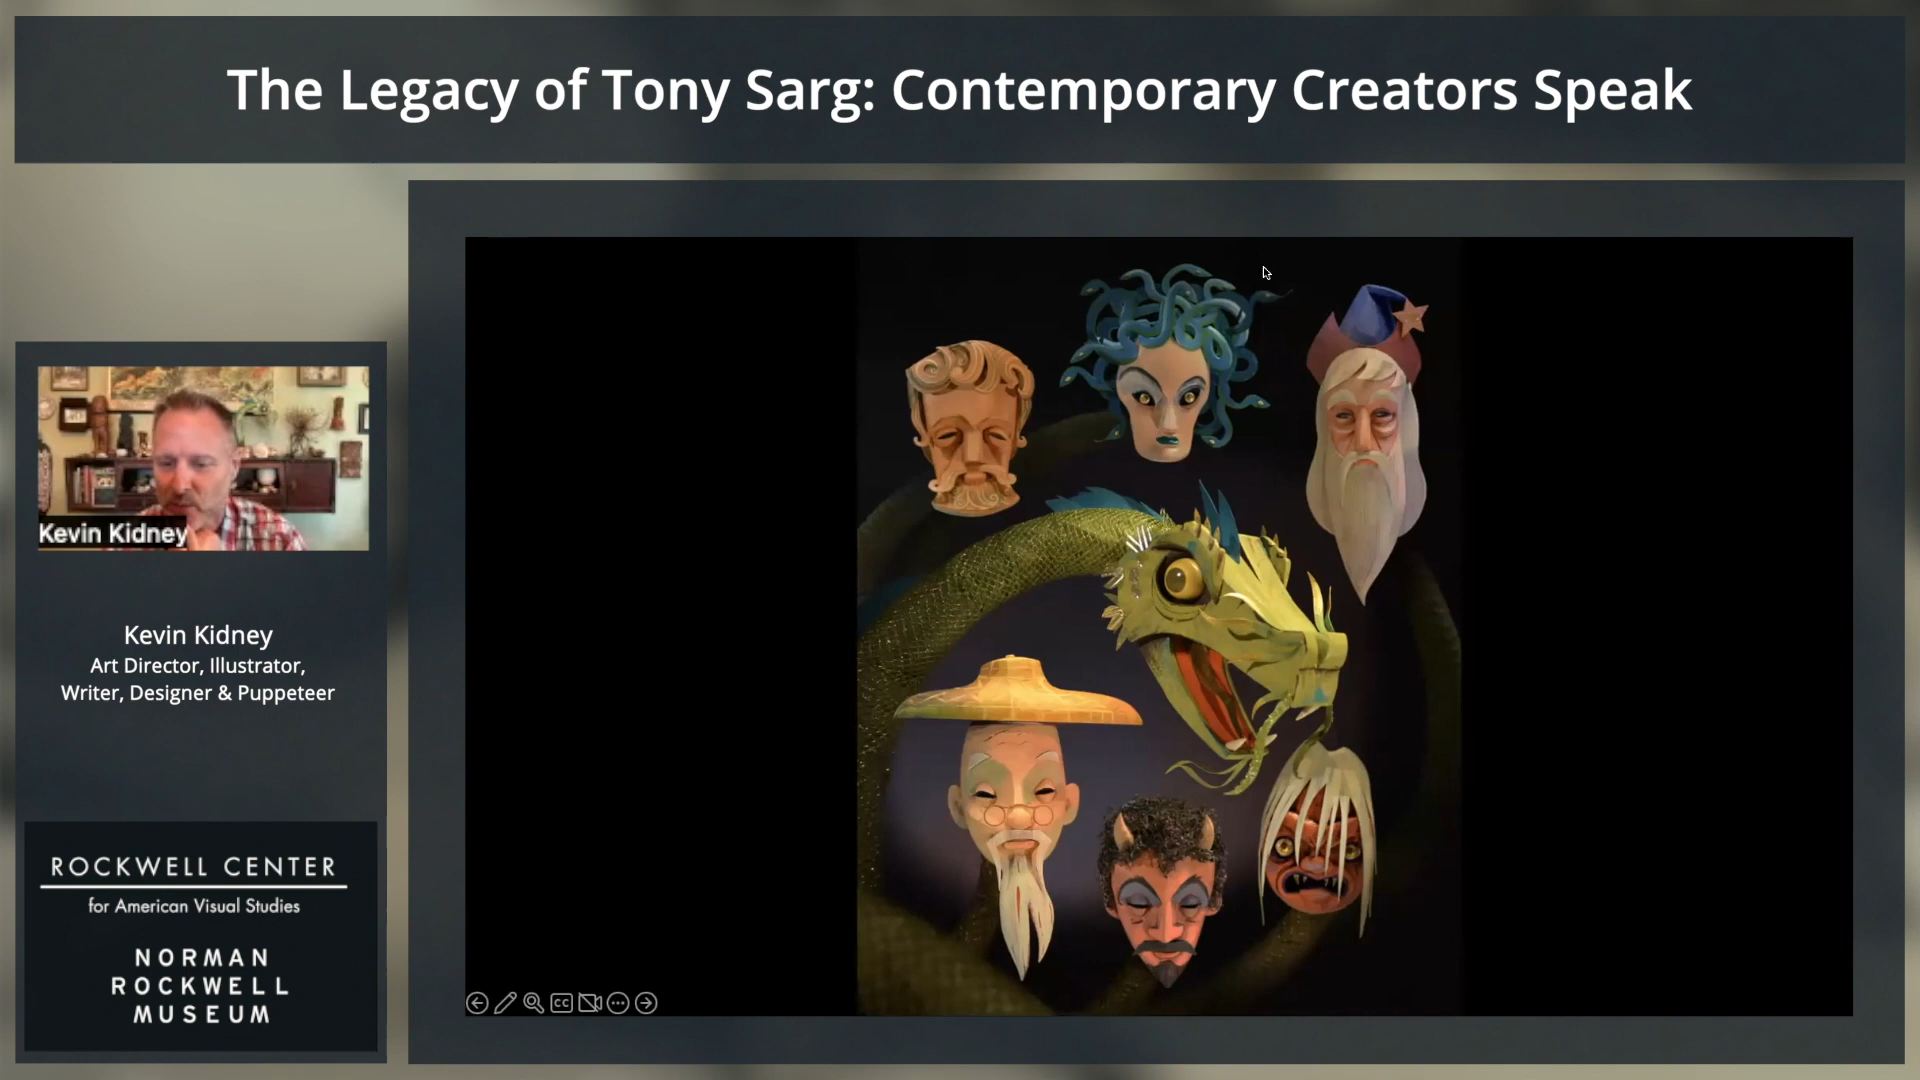 The Legacy of Tony Sarg: Contemporary Creators Speak
Kevin Kidney
Kevin Kidney
Art Director, Illustrator,
Writer, Designer & Puppeteer
ROCKWELL CENTER
for American Visual Studies
NORMAN
ROCKWELL
MUSEUM
CC